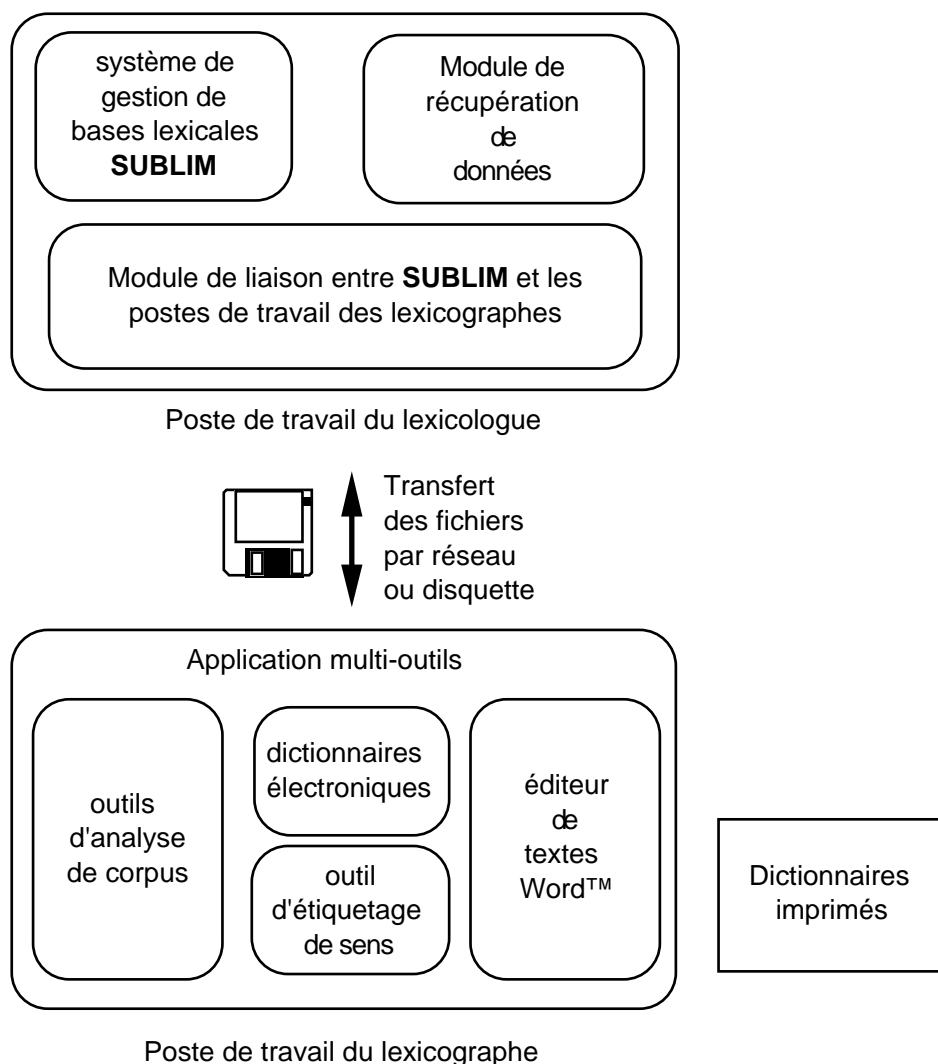 système de
gestion de
bases lexicales
SUBLIM
Module de
récupération
de
données
Module de liaison entre SUBLIM et les
postes de travail des lexicographes
Poste de travail du lexicologue
Transfert
des fichiers
par réseau
ou disquette
Application multi-outils
outils
d'analyse
de corpus
dictionnaires
électroniques
outil
d'étiquetage
de sens
éditeur
de
textes
Word™
Dictionnaires
imprimés
Poste de travail du lexicographe